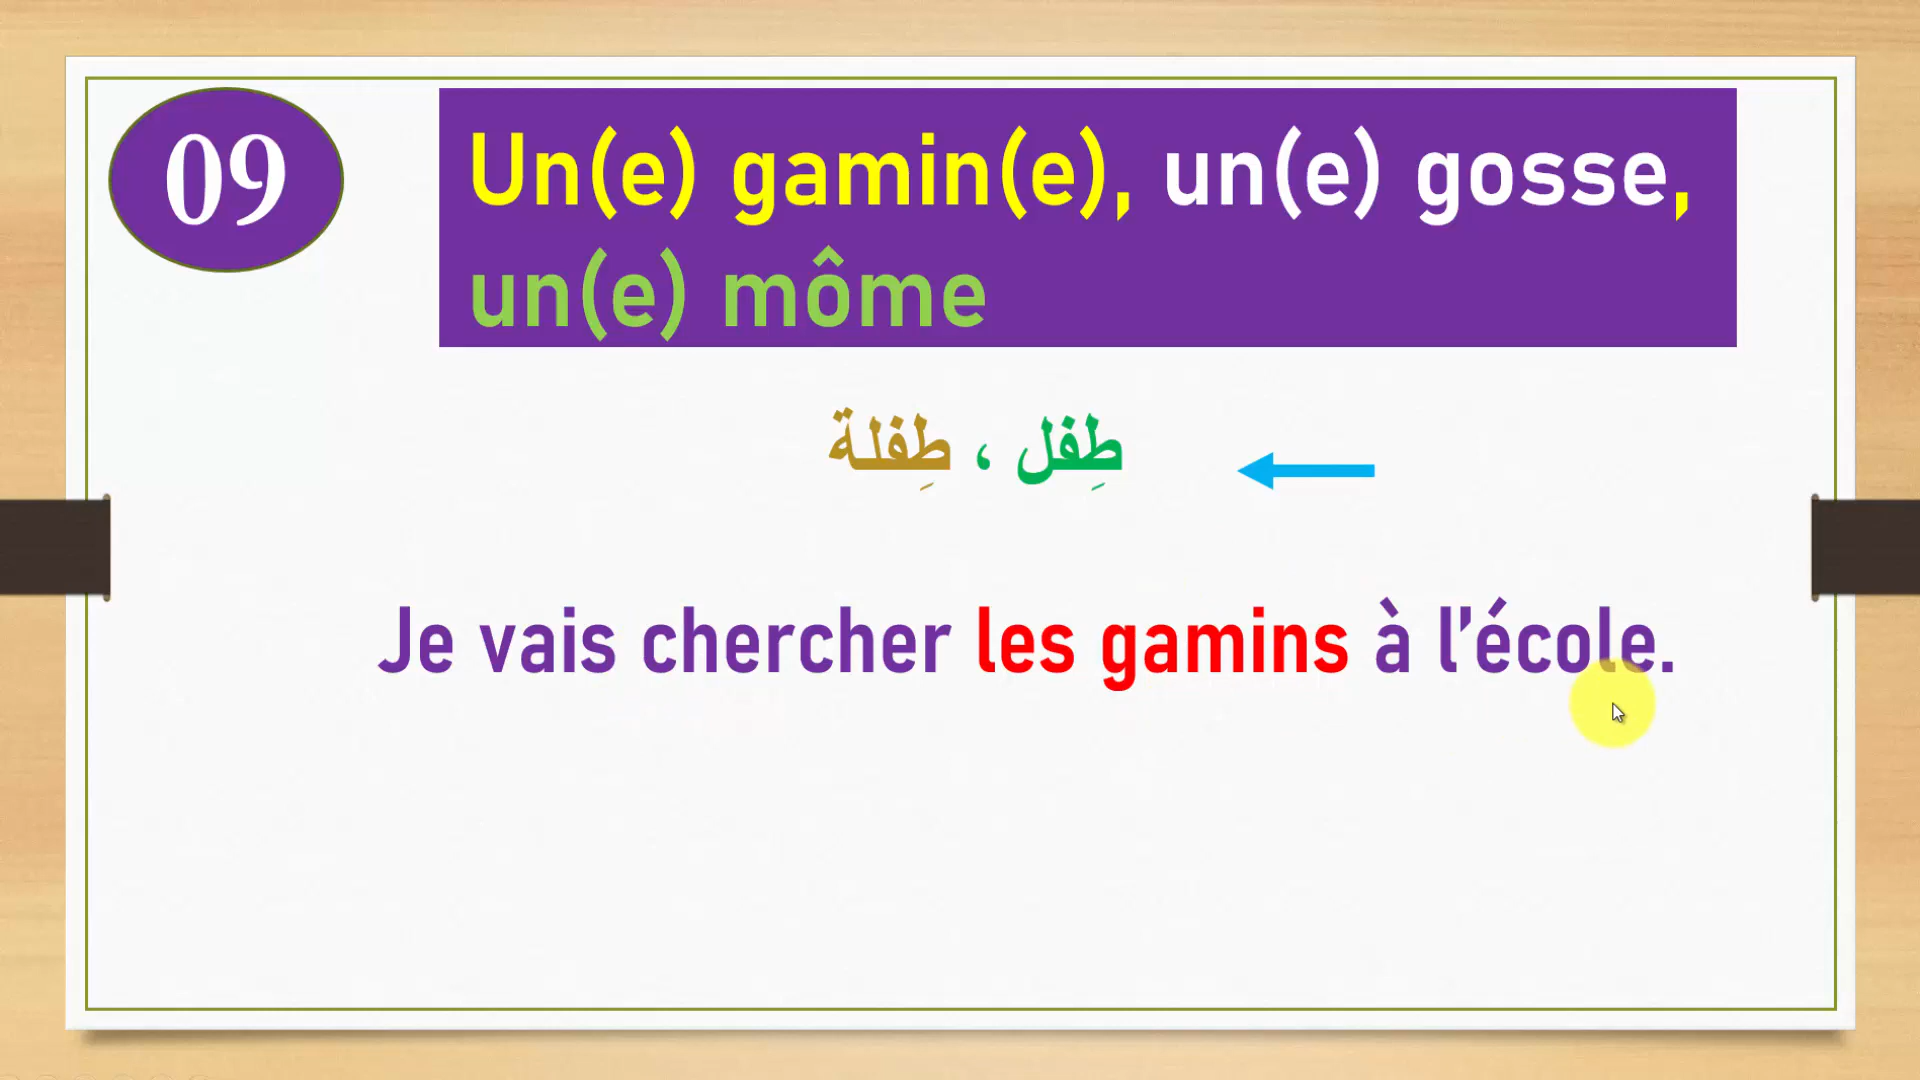 09
Un(e) gamin(e), un(e) gosse,
un(e) môme
طِفل ، طِفلة
Je vais chercher les gamins à l’école.